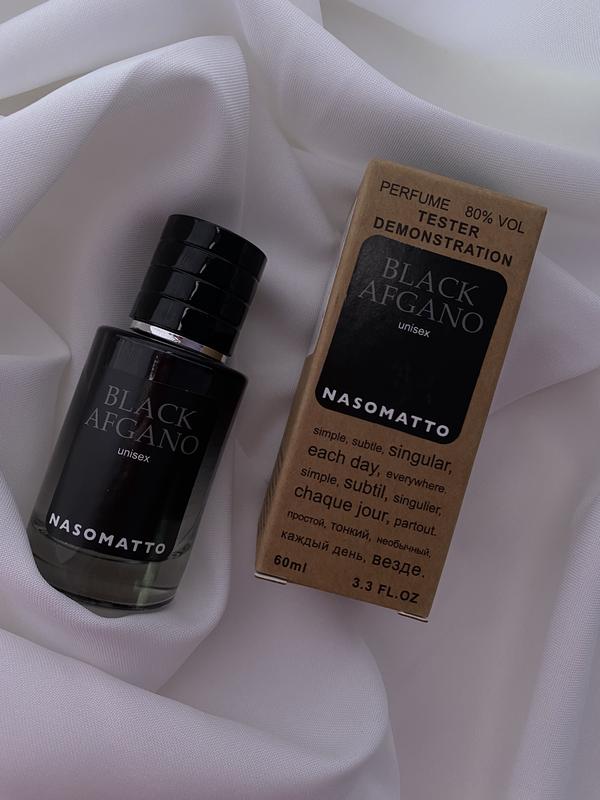 BLACK
AFGANO
unisex
NASOMATTO
PERFUME 80% VOL
TESTER
DEMONSTRATION
BLACK
AFGANO
unisex
NASOMATTO
simple, subtle, singular,
each day, everywhere.
simple, subtil, singulier,
chaque jour, partout.
простой, тонкий, необычный,
каждый день, везде.
60ml 3.3 FL.OZ